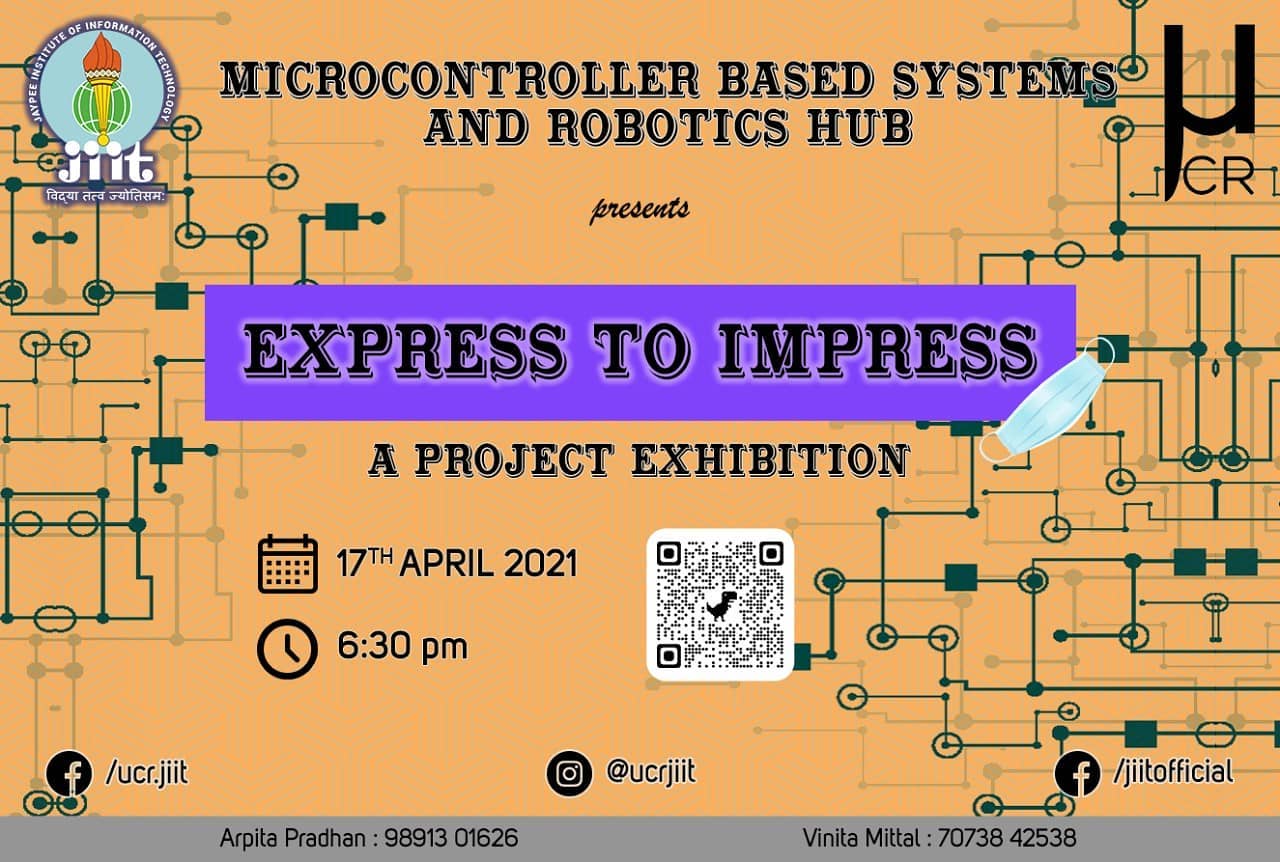 JAYPEE INSTITUTE OF INFORMATION TECHNOLOGY
jiit
विद्या तत्व ज्योतिसम:
MICROCONTROLLER BASED SYSTEMS
AND ROBOTICS HUB
µ
CR
presents
EXPRESS TO IMPRESS
A PROJECT EXHIBITION
17TH APRIL 2021
6:30 pm
/ucr.jiit
@ucrjiit
/jiitofficial
Arpita Pradhan : 98913 01626
Vinita Mittal : 70738 42538